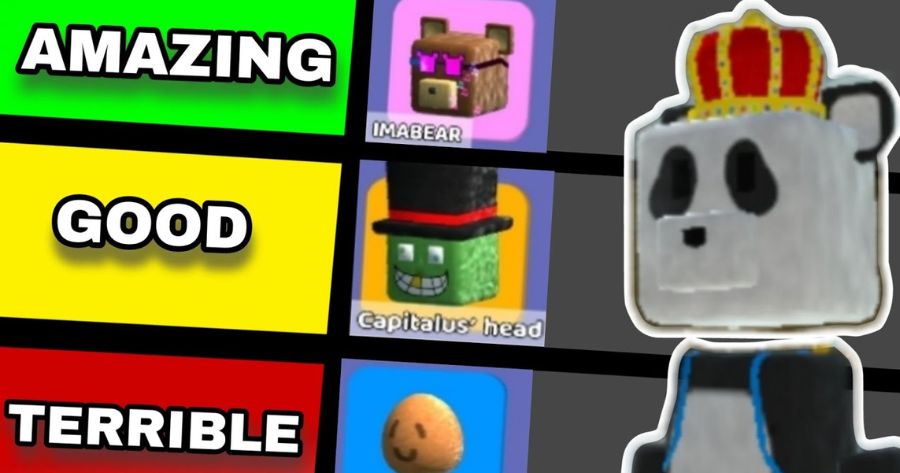 AMAZING
IMABEAR
GOOD
Capitalus' head
TERRIBLE